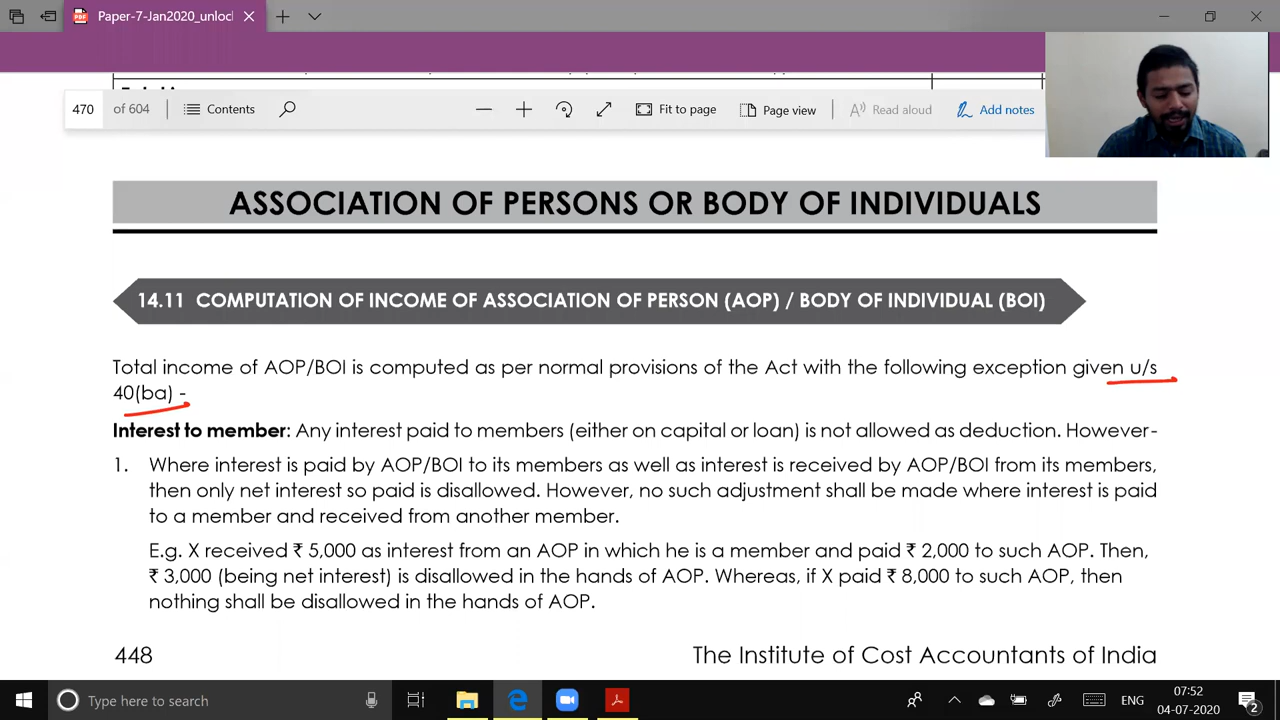 Paper-7-Jan2020_unloc
470 of 604 Contents Fit to page Page view Read aloud Add notes
ASSOCIATION OF PERSONS OR BODY OF INDIVIDUALS
14.11 COMPUTATION OF INCOME OF ASSOCIATION OF PERSON (AOP) / BODY OF INDIVIDUAL (BOI)
Total income of AOP/BOI is computed as per normal provisions of the Act with the following exception given u/s
40(ba) -
Interest to member: Any interest paid to members (either on capital or loan) is not allowed as deduction. However-
1. Where interest is paid by AOP/BOI to its members as well as interest is received by AOP/BOI from its members,
then only net interest so paid is disallowed. However, no such adjustment shall be made where interest is paid
to a member and received from another member.
E.g. X received ₹ 5,000 as interest from an AOP in which he is a member and paid ₹ 2,000 to such AOP. Then,
₹ 3,000 (being net interest) is disallowed in the hands of AOP. Whereas, if X paid ₹ 8,000 to such AOP, then
nothing shall be disallowed in the hands of AOP.
448 The Institute of Cost Accountants of India
Type here to search
ENG
07:52
04-07-2020
2